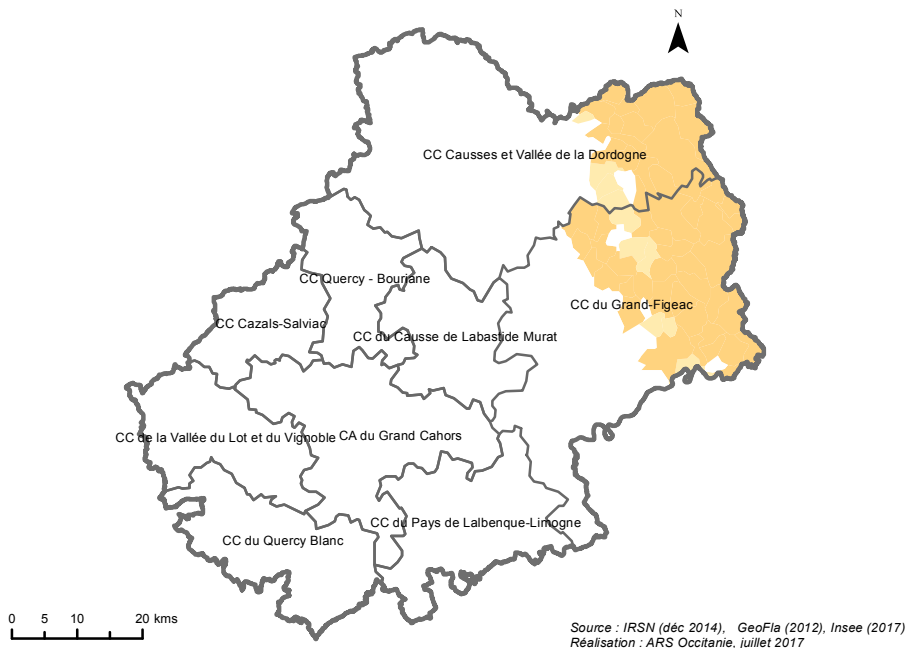 N
CC Causses et Vallée de la Dordogne
CC Quercy - Bouriane
CC du Grand-Figeac
CC Cazals-Salviac
CC du Causse de Labastide Murat
CC de la Vallée du Lot et du Vignoble
CA du Grand Cahors
CC du Pays de Lalbenque-Limogne
CC du Quercy Blanc
0 5 10 20 kms
Source : IRSN (déc 2014), GeoFla (2012), Insee (2017)
Réalisation : ARS Occitanie, juillet 2017